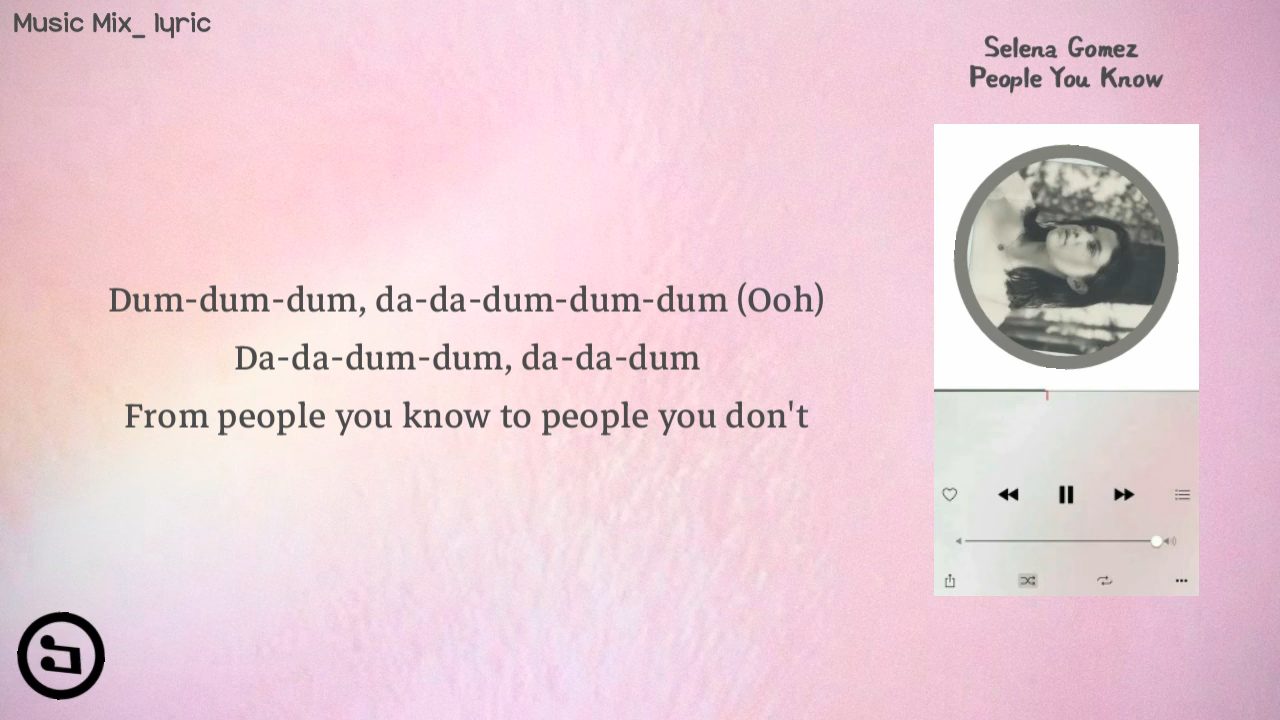 Music Mix_ lyric
Selena Gomez
People You Know
Dum-dum-dum, da-da-dum-dum-dum (Ooh)
Da-da-dum-dum, da-da-dum
From people you know to people you don't